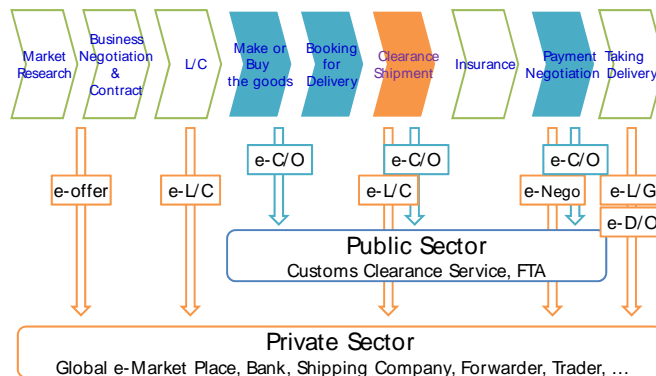 Market
Research
Business
Negotiation
&
Contract
L/C
Make or
Buy
the goods
Booking
for
Delivery
Clearance
Shipment
Insurance
Payment
Negotiation
Taking
Delivery
e-C/O
e-C/O
e-C/O
e-offer
e-L/C
e-L/C
e-Nego
e-L/G
e-D/O
Public Sector
Customs Clearance Service, FTA
Private Sector
Global e-Market Place, Bank, Shipping Company, Forwarder, Trader, …